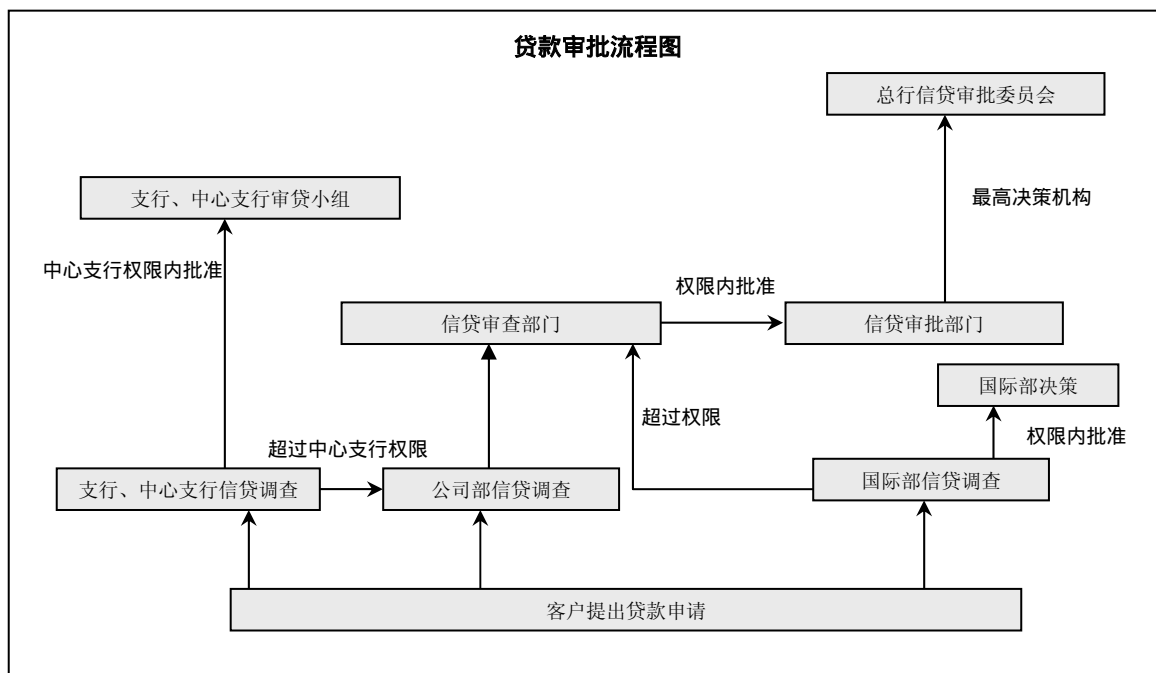 贷款审批流程图
总行信贷审批委员会
支行、中心支行审贷小组
最高决策机构
中心支行权限内批准
权限内批准
信贷审查部门
信贷审批部门
国际部决策
超过权限
权限内批准
超过中心支行权限
支行、中心支行信贷调查
公司部信贷调查
国际部信贷调查
客户提出贷款申请